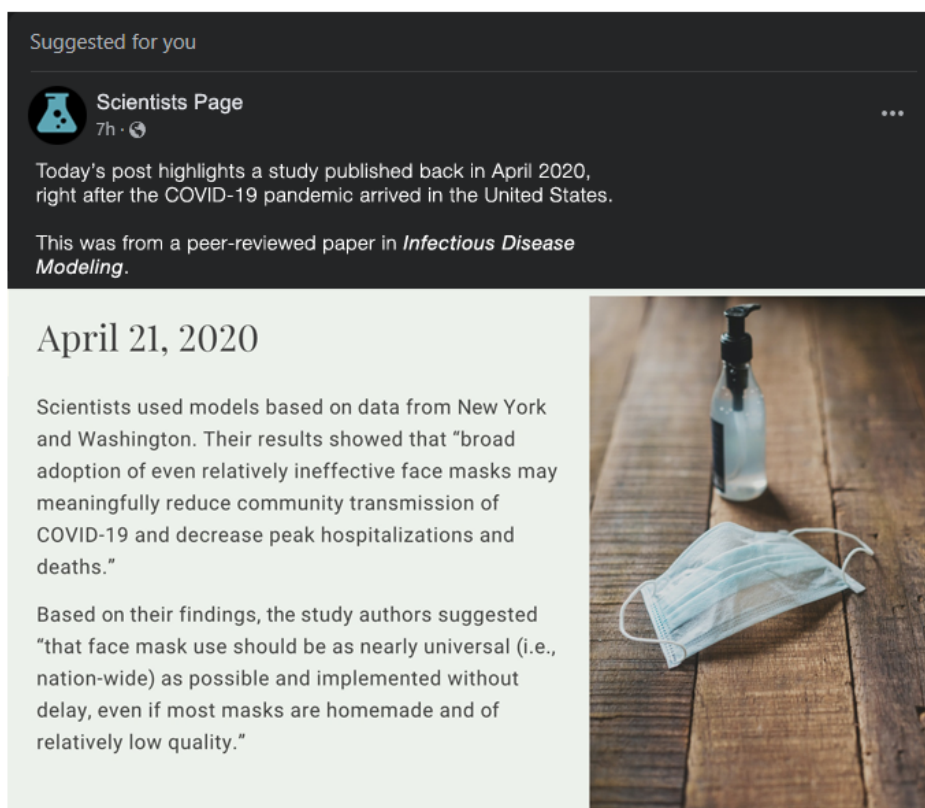 Suggested for you
Scientists Page
7h ·
Today's post highlights a study published back in April 2020,
right after the COVID-19 pandemic arrived in the United States.
This was from a peer-reviewed paper in Infectious Disease
Modeling.
April 21, 2020
Scientists used models based on data from New York
and Washington. Their results showed that “broad
adoption of even relatively ineffective face masks may
meaningfully reduce community transmission of
COVID-19 and decrease peak hospitalizations and
deaths.”
Based on their findings, the study authors suggested
“that face mask use should be as nearly universal (i.e.,
nation-wide) as possible and implemented without
delay, even if most masks are homemade and of
relatively low quality.”